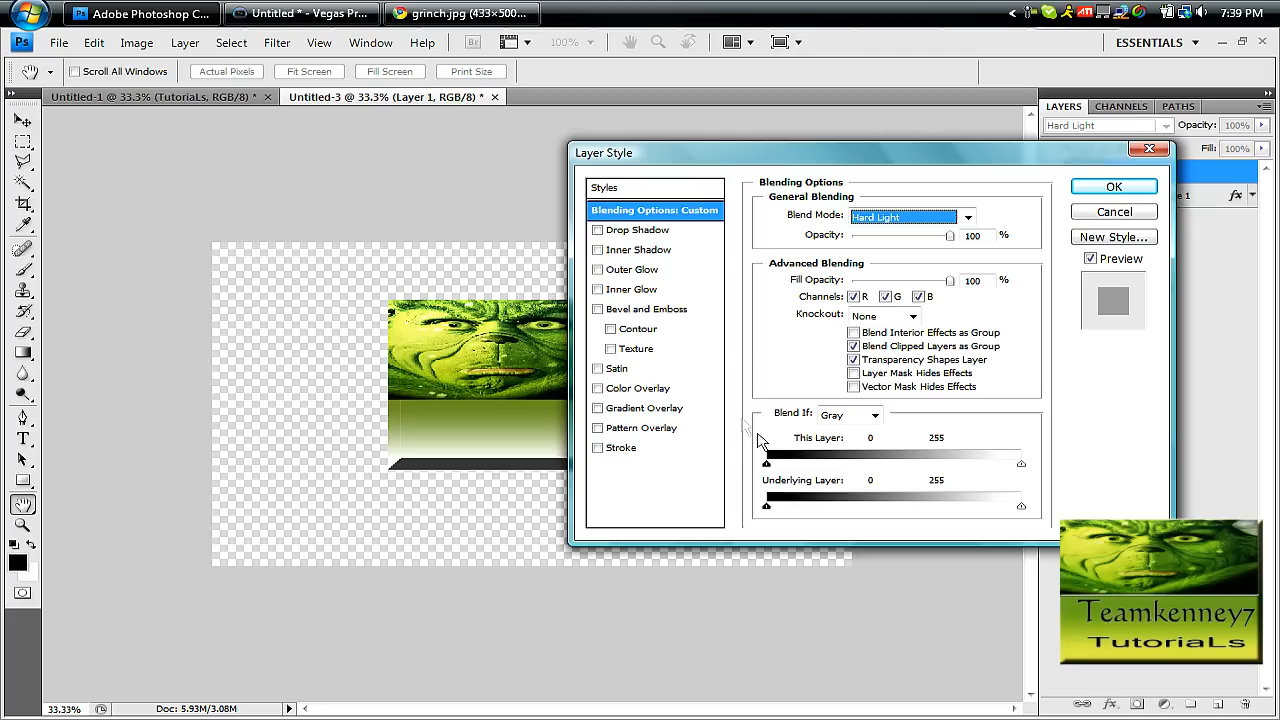 Adobe Photoshop C...
Untitled * - Vegas Pr...
grinch.jpg (433×500...
ATI
7:39 PM
Ps
File Edit Image Layer Select Filter View Window Help
Br
100%
ESSENTIALS
Scroll All Windows
Actual Pixels
Fit Screen
Fill Screen
Print Size
Untitled-1 @ 33.3% (TutoriaLs, RGB/8) *
Untitled-3 @ 33.3% (Layer 1, RGB/8) *
LAYERS CHANNELS PATHS
Hard Light
Opacity: 100%
Fill: 100%
1
fx
Layer Style
Styles
Blending Options: Custom
Drop Shadow
Inner Shadow
Outer Glow
Inner Glow
Bevel and Emboss
Contour
Texture
Satin
Color Overlay
Gradient Overlay
Pattern Overlay
Stroke
Blending Options
General Blending
Blend Mode: Hard Light
Opacity: 100 %
Advanced Blending
Fill Opacity: 100 %
Channels: R G B
Knockout: None
Blend Interior Effects as Group
Blend Clipped Layers as Group
Transparency Shapes Layer
Layer Mask Hides Effects
Vector Mask Hides Effects
Blend If: Gray
This Layer: 0 255
Underlying Layer: 0 255
OK
Cancel
New Style...
Preview
Teamkenney7
TutoriaLs
T
33.33%
Doc: 5.93M/3.08M
fx